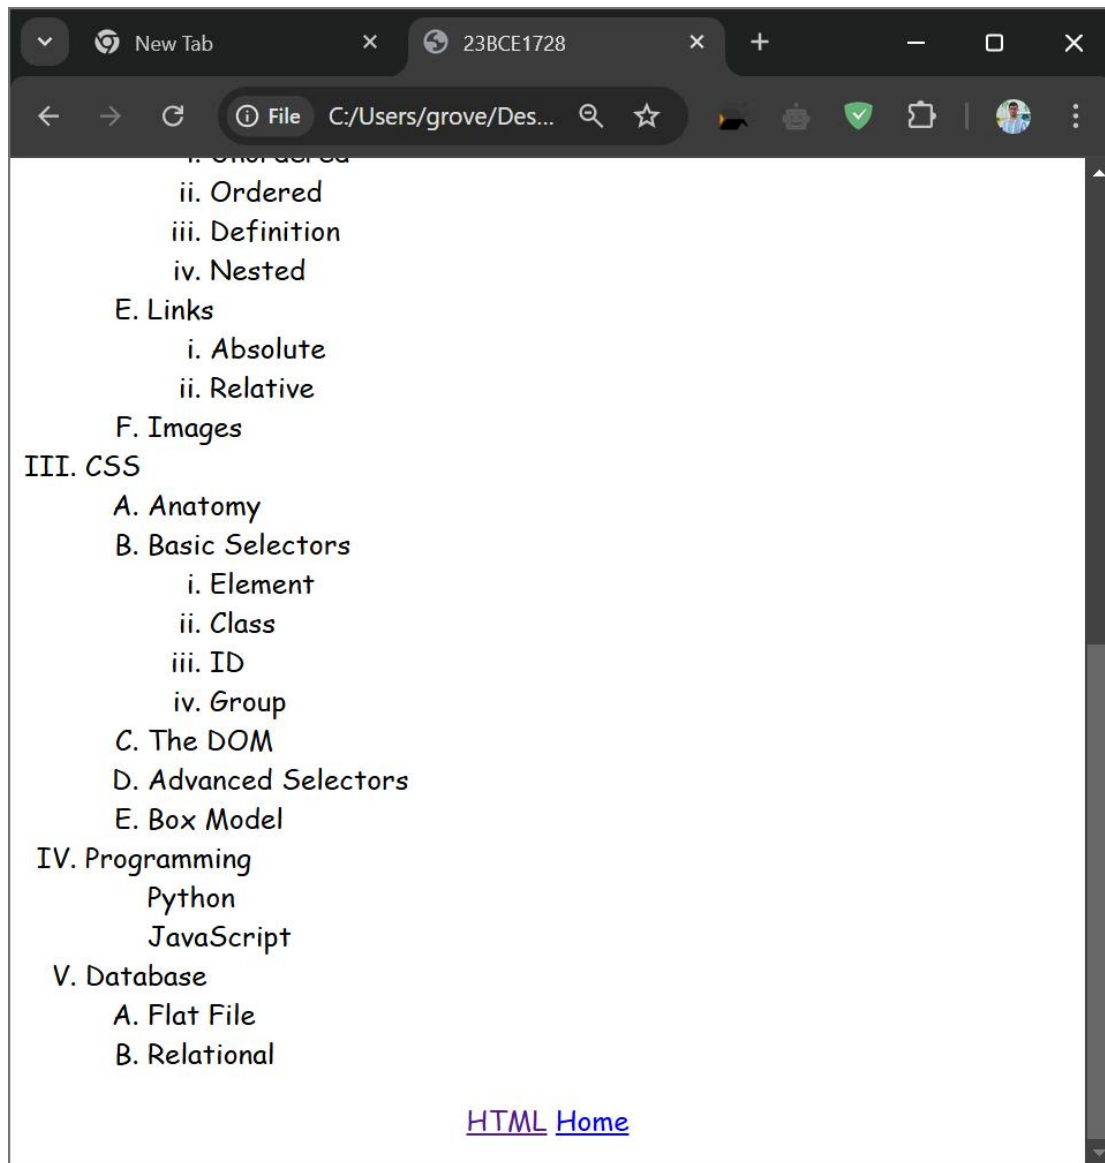 New Tab
23BCE1728
File C:/Users/grove/Des...
i. Unordered
ii. Ordered
iii. Definition
iv. Nested
E. Links
i. Absolute
ii. Relative
F. Images
III. CSS
A. Anatomy
B. Basic Selectors
i. Element
ii. Class
iii. ID
iv. Group
C. The DOM
D. Advanced Selectors
E. Box Model
IV. Programming
Python
JavaScript
V. Database
A. Flat File
B. Relational
HTML Home